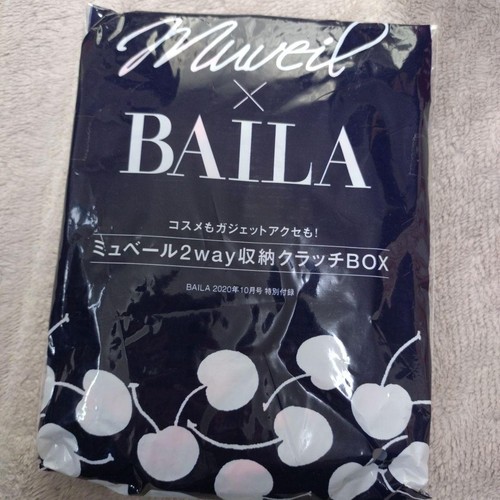 muveil
×
BAILA
コスメもガジェットアクセも!
ミュベール2way収納クラッチBOX
BAILA 2020年10月号 特別付録